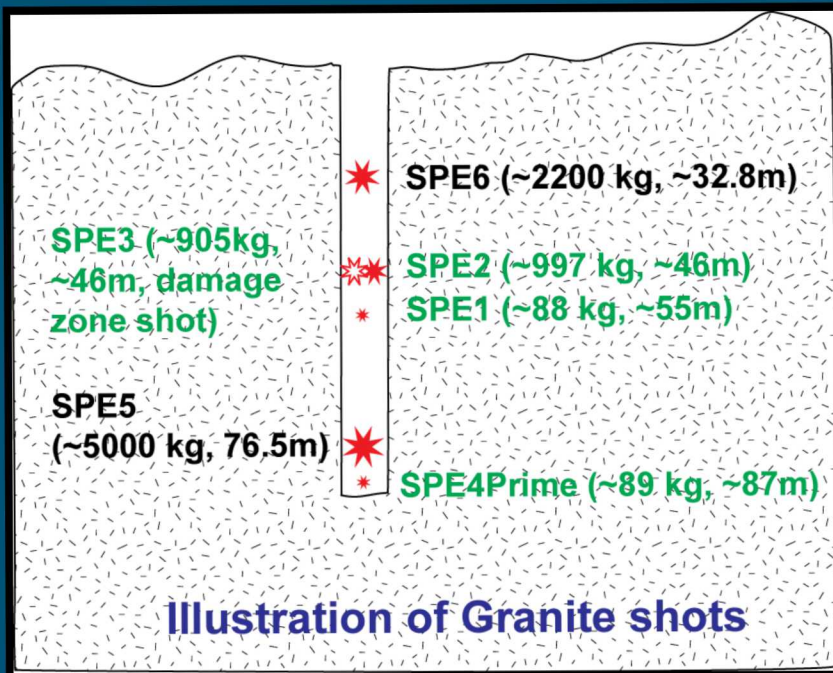 SPE6 (~2200 kg, ~32.8m)
SPE3 (~905kg,
~46m, damage
zone shot)
SPE2 (~997 kg, ~46m)
SPE1 (~88 kg, ~55m)
SPE5
(~5000 kg, 76.5m)
SPE4Prime (~89 kg, ~87m)
Illustration of Granite shots